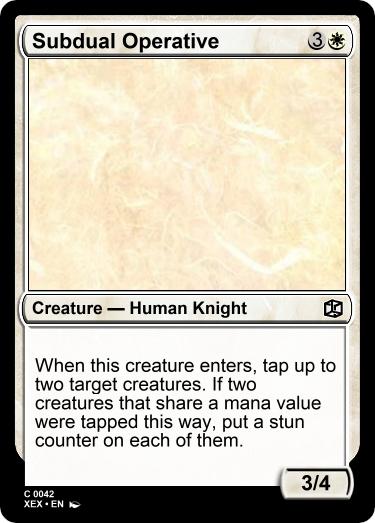 Subdual Operative 3
Creature — Human Knight
When this creature enters, tap up to
two target creatures. If two
creatures that share a mana value
were tapped this way, put a stun
counter on each of them.
3/4
C 0042
XEX • EN